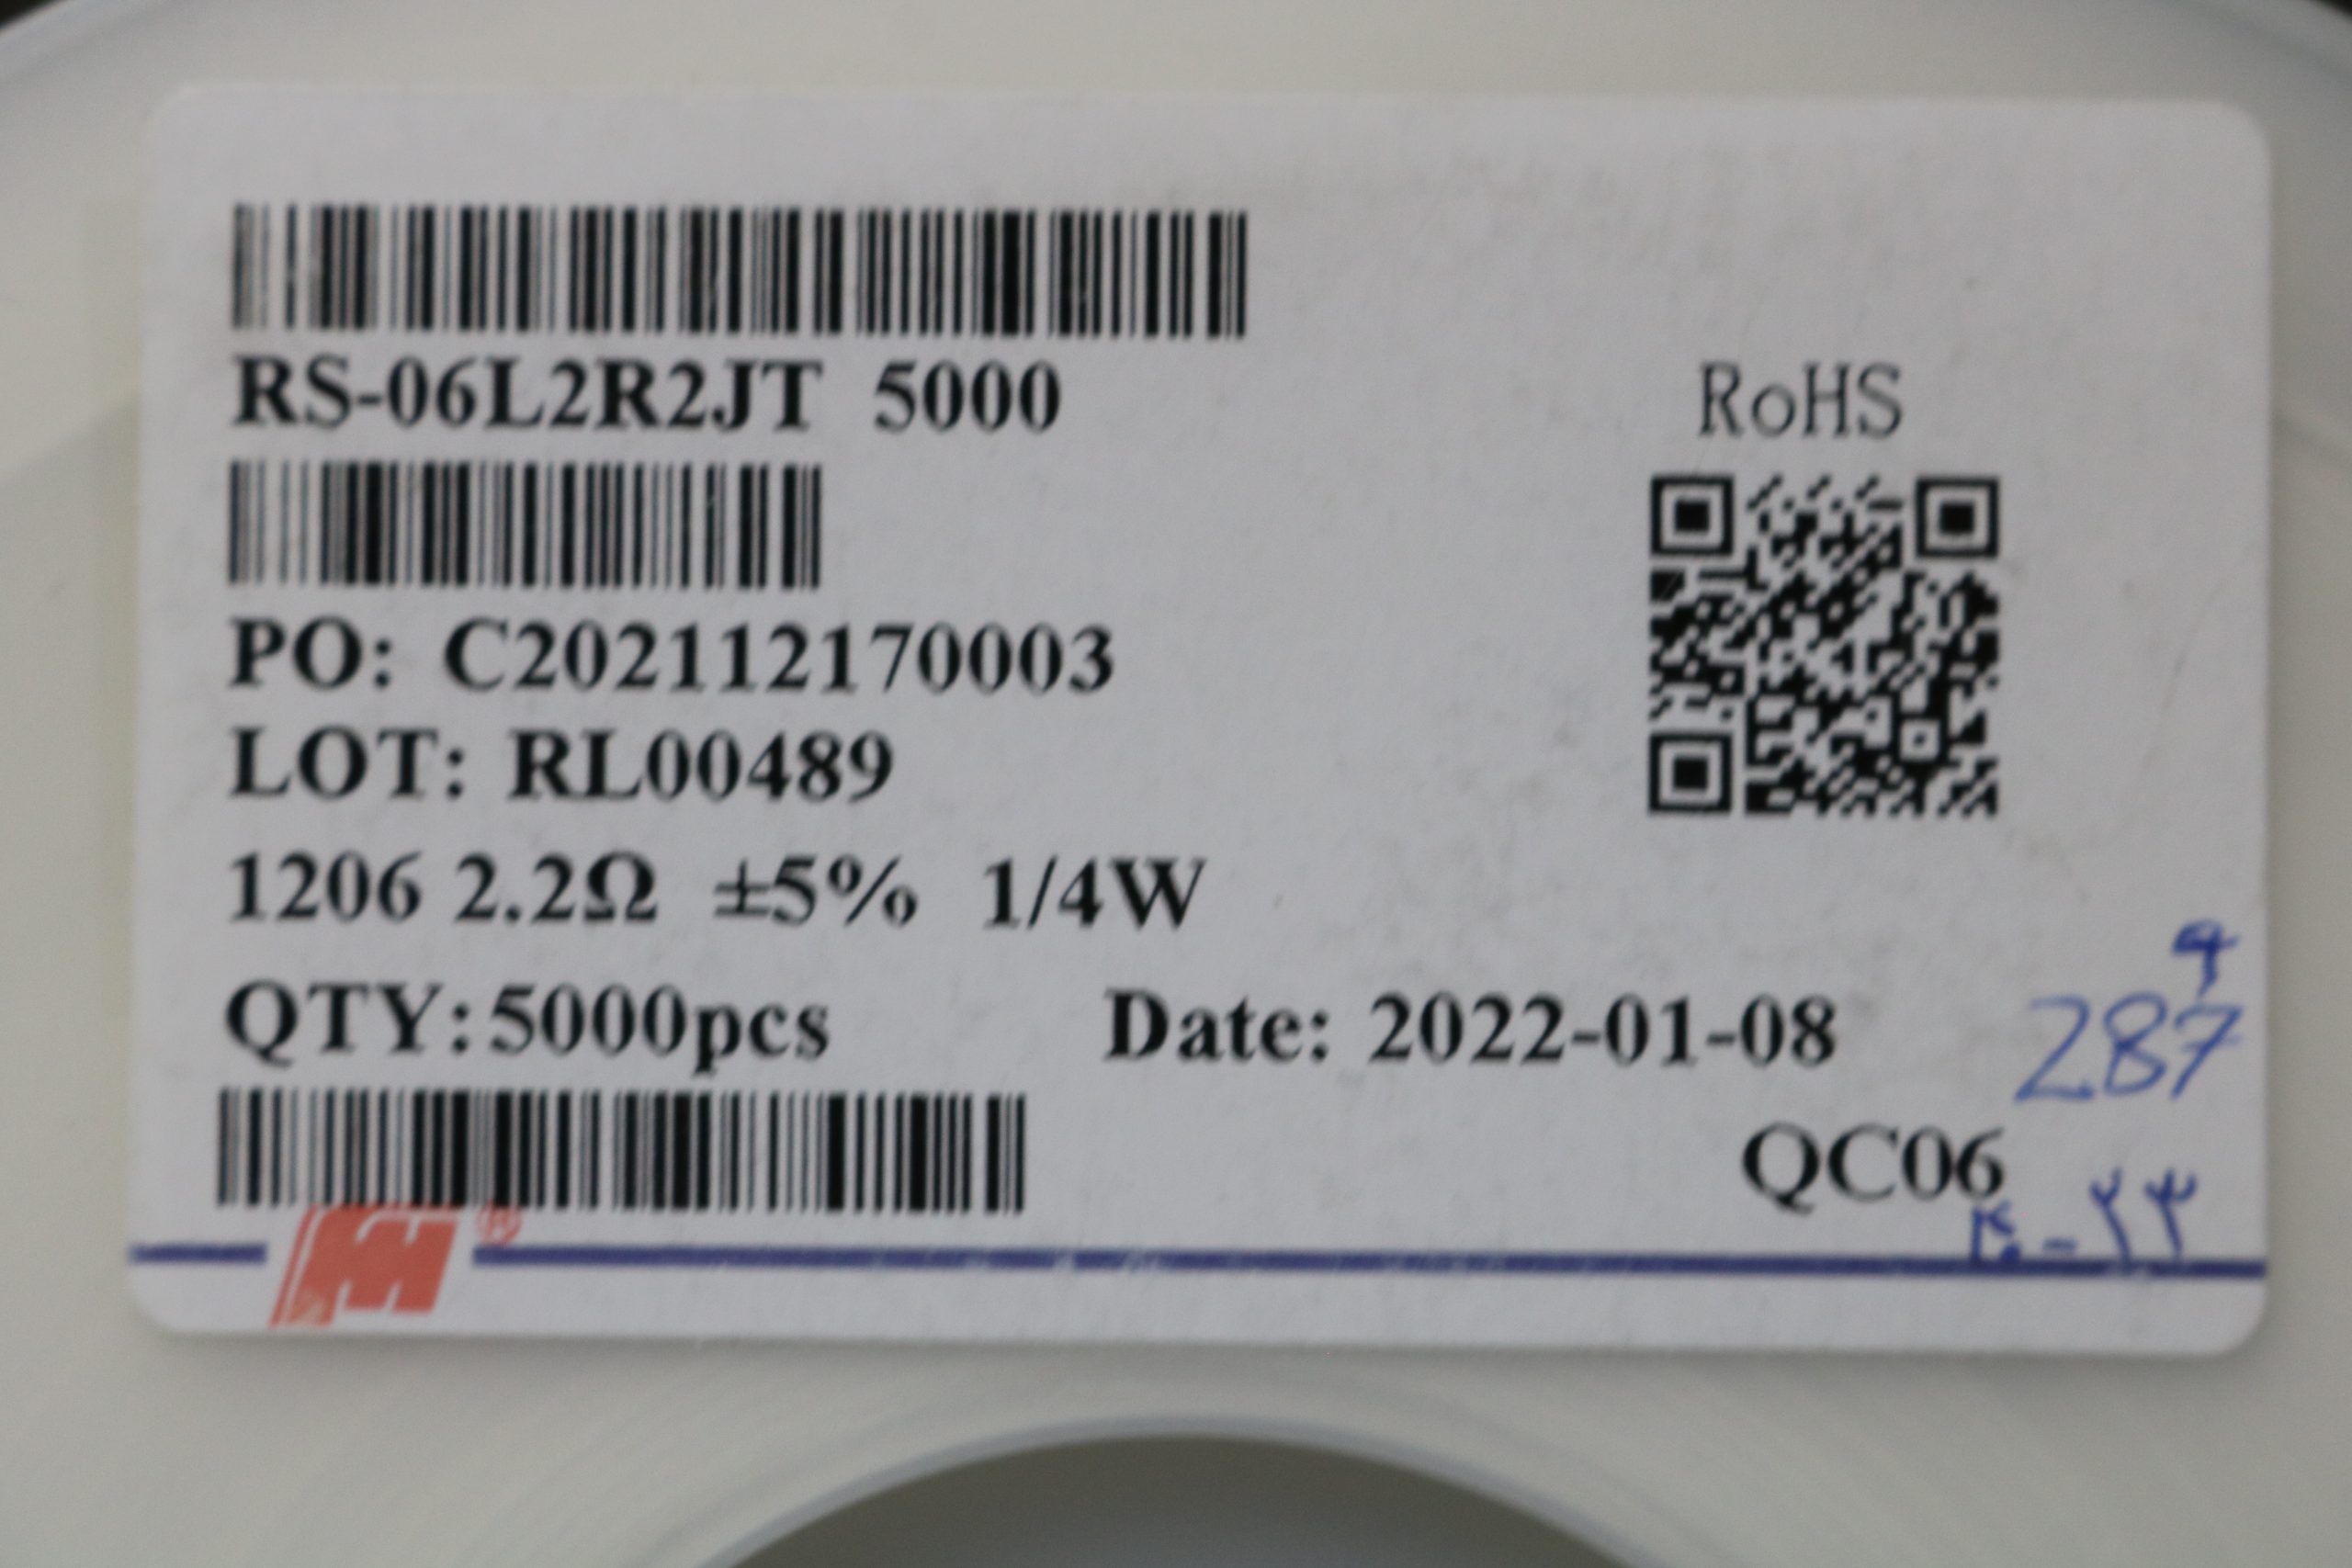 RS-06L2R2JT 5000
RoHS
PO: C202112170003
LOT: RL00489
1206 2.2Ω ±5% 1/4W
QTY:5000pcs Date: 2022-01-08
287
QC06